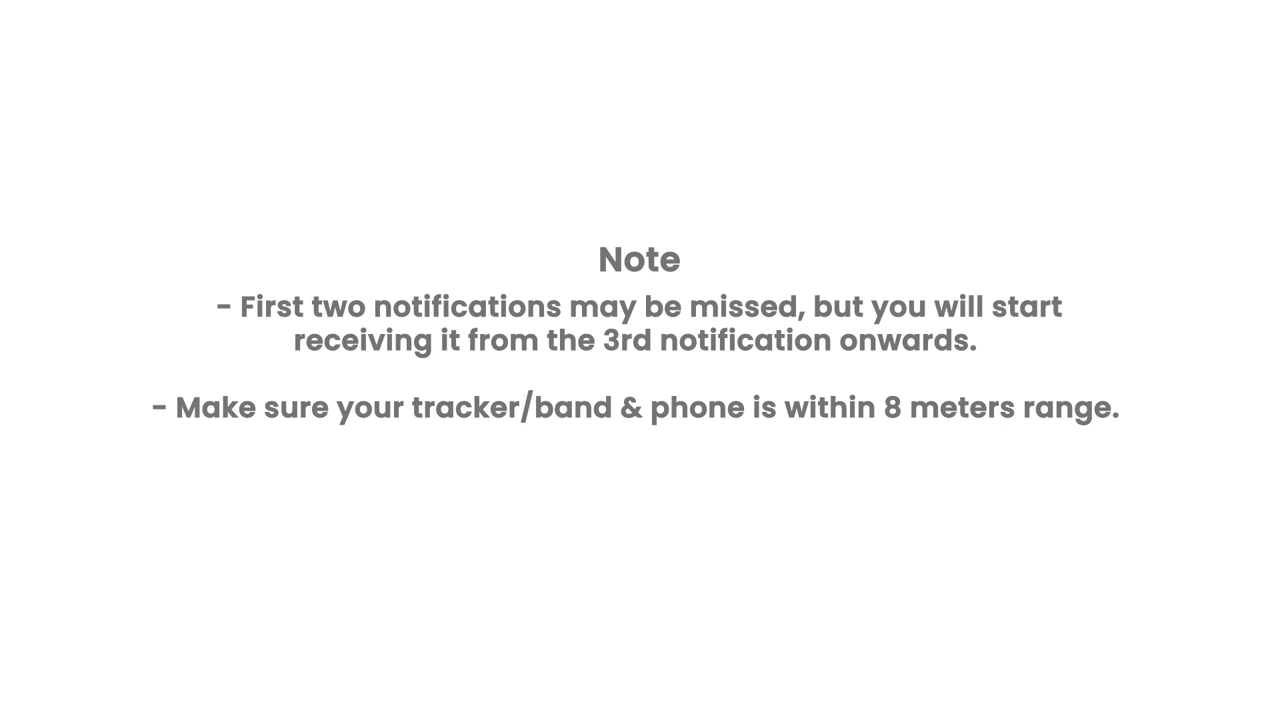 Note
- First two notifications may be missed, but you will start
receiving it from the 3rd notification onwards.
- Make sure your tracker/band & phone is within 8 meters range.